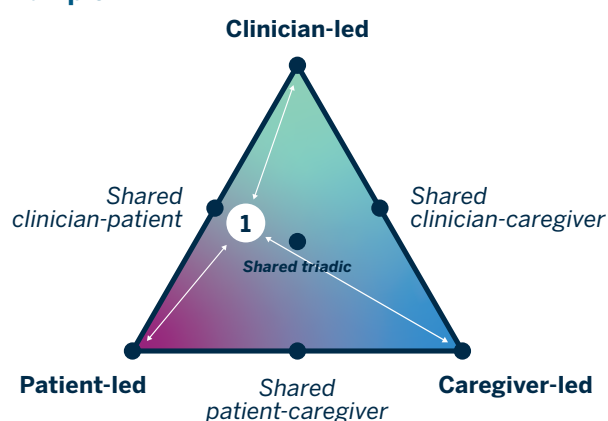 Clinician-led
Shared
clinician-patient
Shared
clinician-caregiver
1
Shared triadic
Patient-led
Shared
patient-caregiver
Caregiver-led